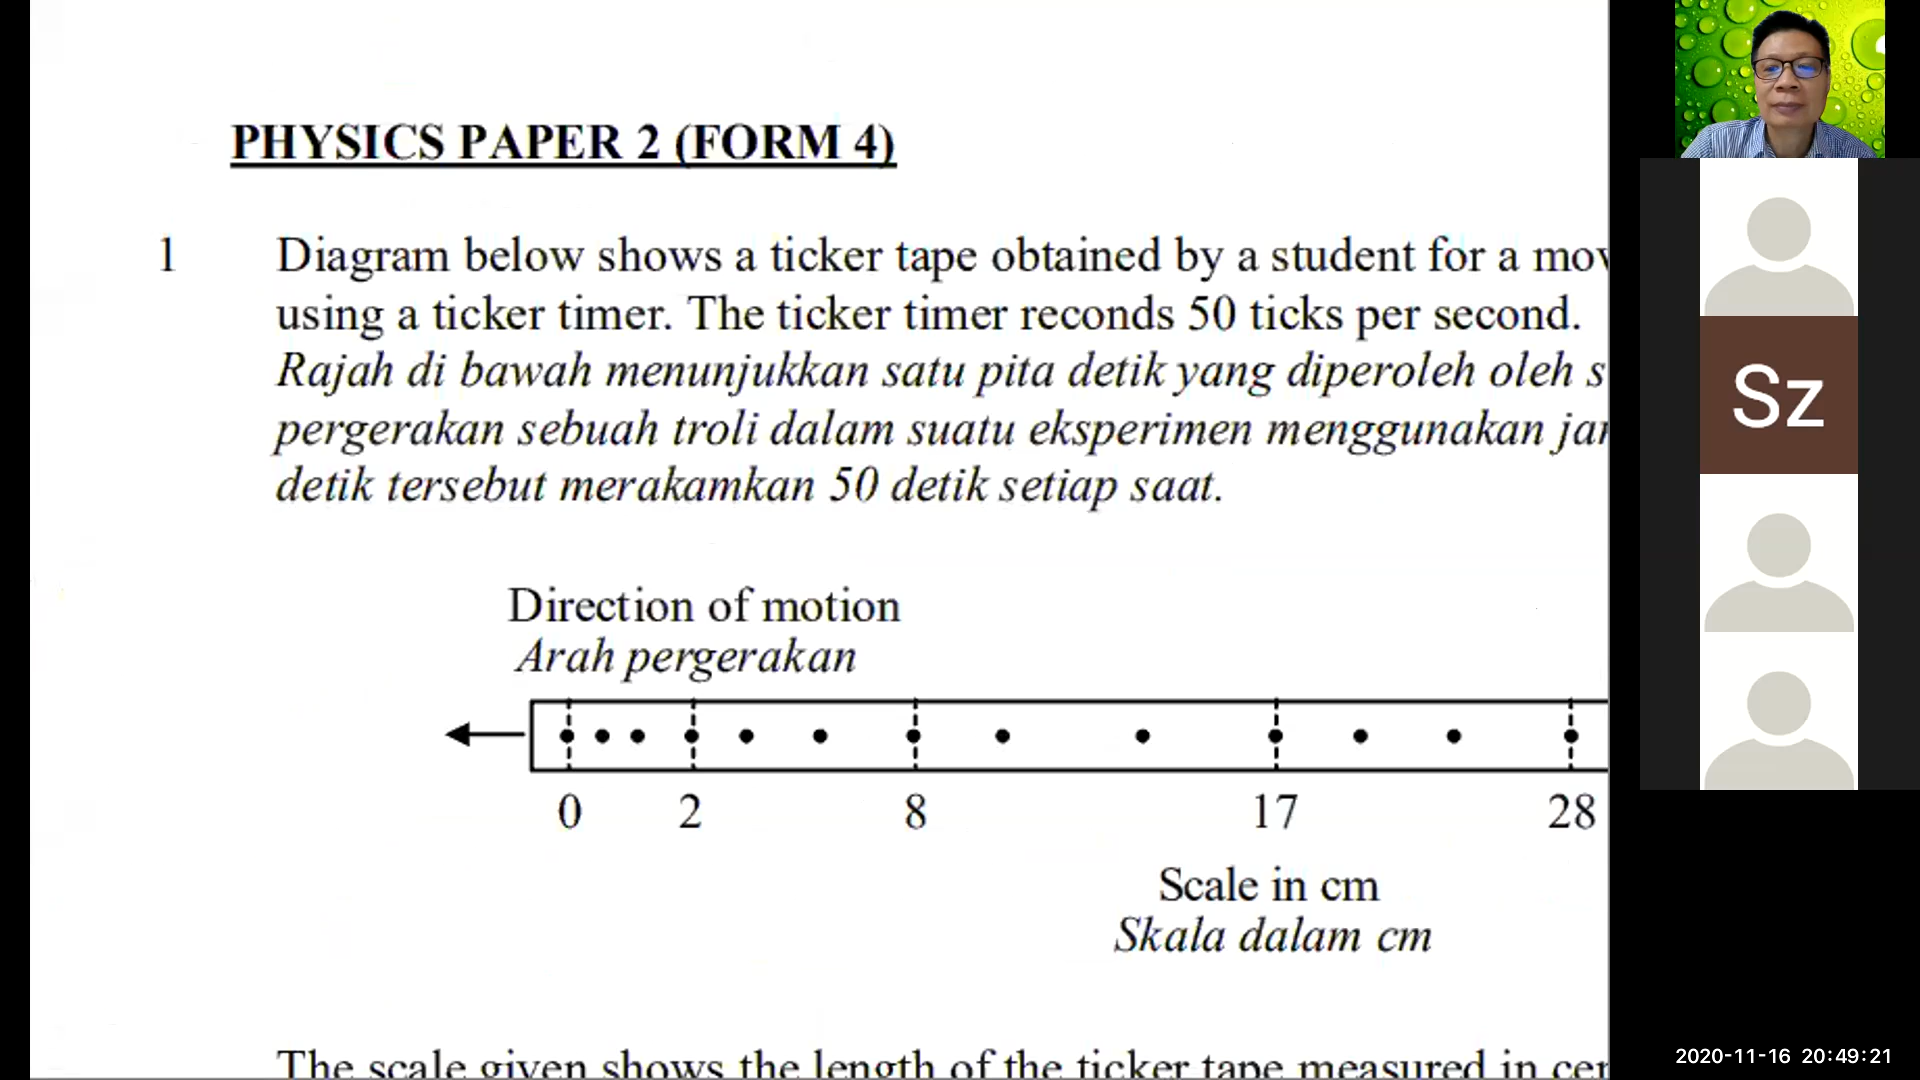 PHYSICS PAPER 2 (FORM 4)
1 Diagram below shows a ticker tape obtained by a student for a
using a ticker timer. The ticker timer reconds 50 ticks per second.
Rajah di bawah menunjukkan satu pita detik yang diperoleh oleh
pergerakan sebuah troli dalam suatu eksperimen menggunakan
detik tersebut merakamkan 50 detik setiap saat.
Direction of motion
Arah pergerakan
0 2 8 17 28
Scale in cm
Skala dalam cm
The scale given shows the length of the ticker tape measured in
Sz
2020-11-16 20:49:21